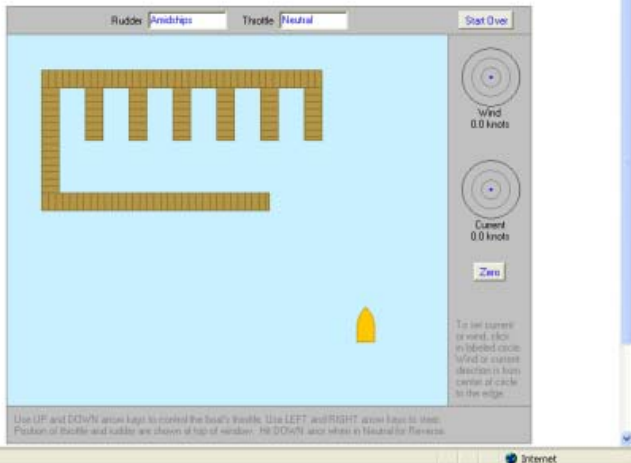 Rudder Amidships Throttle Neutral Start Over
Wind
0.0 knots
Current
0.0 knots
Zero
To set current
or wind, click
in labeled circle.
Wind or current
direction is from
center of circle
to the edge.
Use UP and DOWN arrow keys to control the boat's throttle. Use LEFT and RIGHT arrow keys to steer.
Position of throttle and rudder are shown at top of window. Hit DOWN arrow when in Neutral for Reverse.
Internet